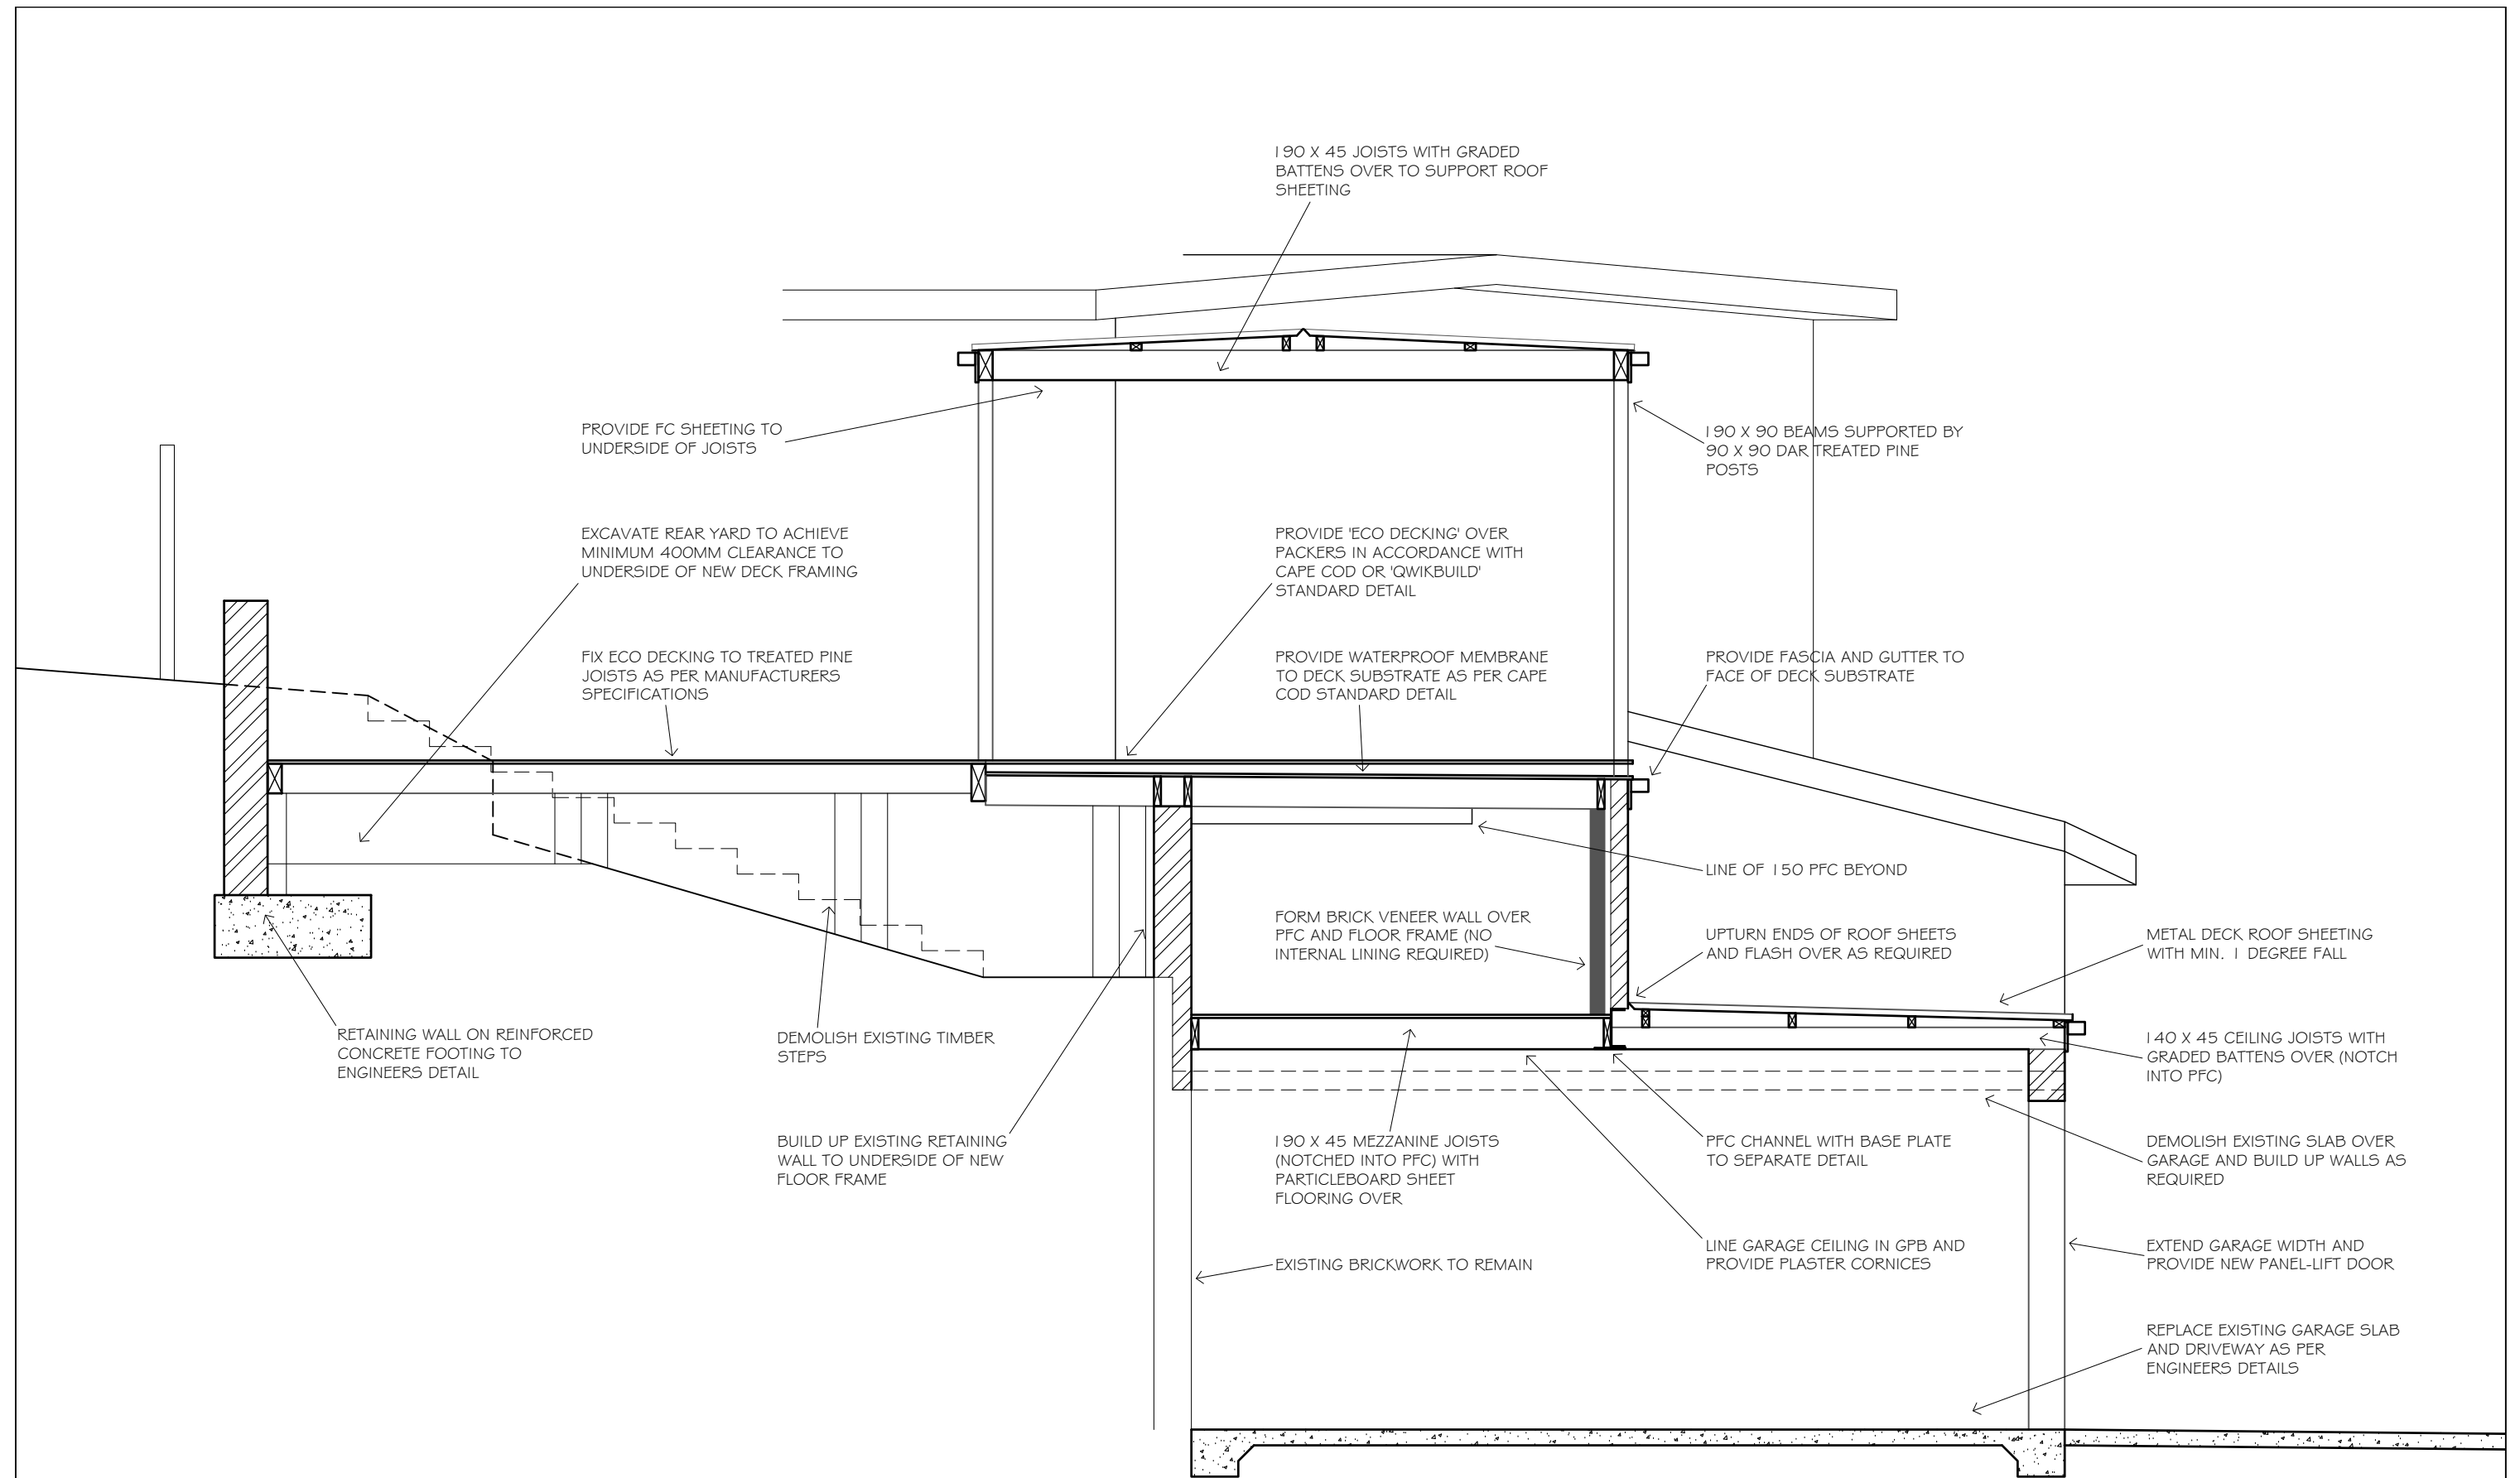 190 X 45 JOISTS WITH GRADED
BATTENS OVER TO SUPPORT ROOF
SHEETING
PROVIDE FC SHEETING TO
UNDERSIDE OF JOISTS
190 X 90 BEAMS SUPPORTED BY
90 X 90 DAR TREATED PINE
POSTS
EXCAVATE REAR YARD TO ACHIEVE
MINIMUM 400MM CLEARANCE TO
UNDERSIDE OF NEW DECK FRAMING
PROVIDE 'ECO DECKING' OVER
PACKERS IN ACCORDANCE WITH
CAPE COD OR 'QWIKBUILD'
STANDARD DETAIL
FIX ECO DECKING TO TREATED PINE
JOISTS AS PER MANUFACTURERS
SPECIFICATIONS
PROVIDE WATERPROOF MEMBRANE
TO DECK SUBSTRATE AS PER CAPE
COD STANDARD DETAIL
PROVIDE FASCIA AND GUTTER TO
FACE OF DECK SUBSTRATE
LINE OF 150 PFC BEYOND
FORM BRICK VENEER WALL OVER
PFC AND FLOOR FRAME (NO
INTERNAL LINING REQUIRED)
UPTURN ENDS OF ROOF SHEETS
AND FLASH OVER AS REQUIRED
METAL DECK ROOF SHEETING
WITH MIN. 1 DEGREE FALL
RETAINING WALL ON REINFORCED
CONCRETE FOOTING TO
ENGINEERS DETAIL
DEMOLISH EXISTING TIMBER
STEPS
140 X 45 CEILING JOISTS WITH
GRADED BATTENS OVER (NOTCH
INTO PFC)
BUILD UP EXISTING RETAINING
WALL TO UNDERSIDE OF NEW
FLOOR FRAME
190 X 45 MEZZANINE JOISTS
(NOTCHED INTO PFC) WITH
PARTICLEBOARD SHEET
FLOORING OVER
PFC CHANNEL WITH BASE PLATE
TO SEPARATE DETAIL
DEMOLISH EXISTING SLAB OVER
GARAGE AND BUILD UP WALLS AS
REQUIRED
EXISTING BRICKWORK TO REMAIN
LINE GARAGE CEILING IN GPB AND
PROVIDE PLASTER CORNICES
EXTEND GARAGE WIDTH AND
PROVIDE NEW PANEL-LIFT DOOR
REPLACE EXISTING GARAGE SLAB
AND DRIVEWAY AS PER
ENGINEERS DETAILS